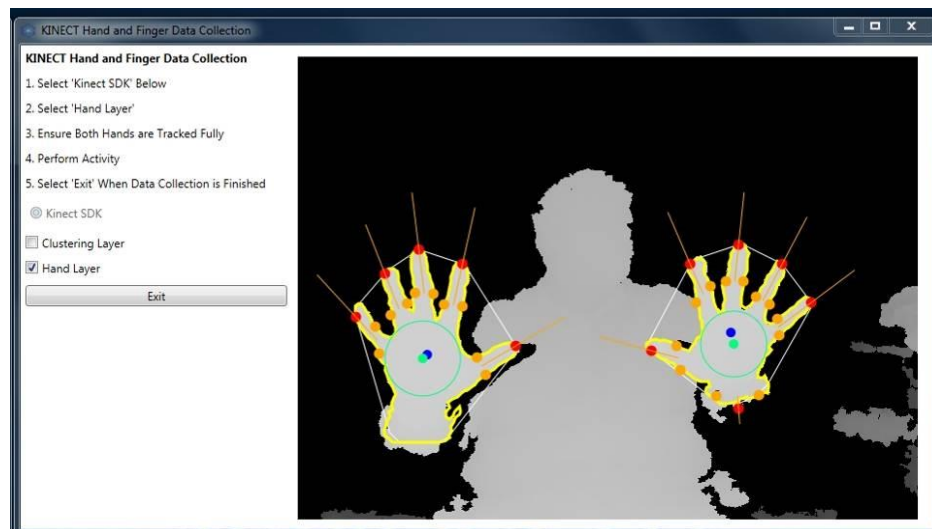 KINECT Hand and Finger Data Collection
KINECT Hand and Finger Data Collection
1. Select 'Kinect SDK' Below
2. Select 'Hand Layer'
3. Ensure Both Hands are Tracked Fully
4. Perform Activity
5. Select 'Exit' When Data Collection is Finished
Kinect SDK
Clustering Layer
Hand Layer
Exit